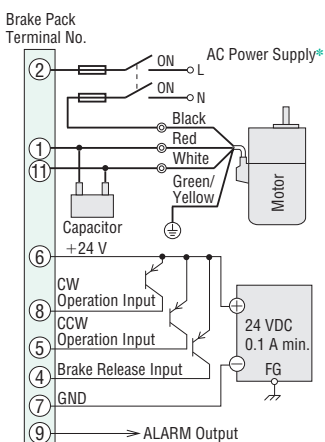 Brake Pack
Terminal No.
AC Power Supply*
2
ON
L
ON
N
Black
1
Red
11
White
Green/
Yellow
Motor
Capacitor
6
+24 V
CW
8
Operation Input
CCW
5
Operation Input
4
Brake Release Input
24 VDC
0.1 A min.
FG
7
GND
9
ALARM Output